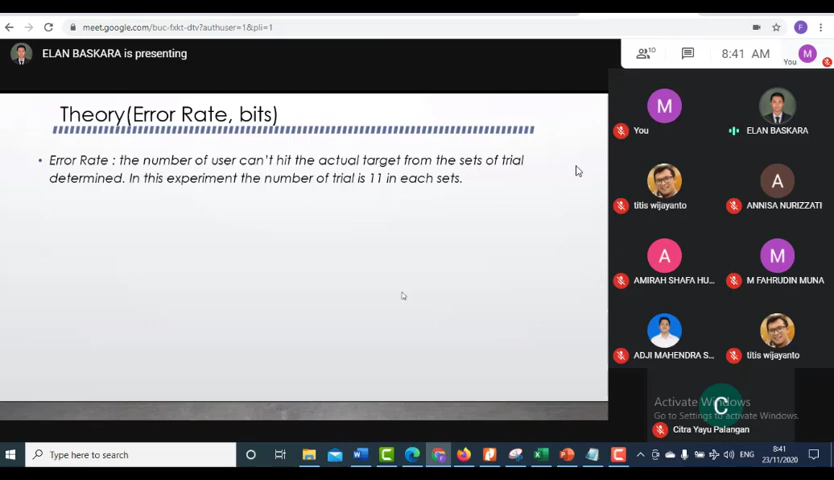 meet.google.com/buc-fxkt-dtv?authuser=1&pli=1
F
ELAN BASKARA is presenting
10
8:41 AM
You
M
Theory(Error Rate, bits)
• Error Rate : the number of user can't hit the actual target from the sets of trial
determined. In this experiment the number of trial is 11 in each sets.
M
You
ELAN BASKARA
titis wijayanto
A
ANNISA NURIZZATI
A
AMIRAH SHAFA HU...
M
M FAHRUDIN MUNA
ADJI MAHENDRA S...
titis wijayanto
C
Activate Windows
Go to Settings to activate Windows.
Citra Yayu Palangan
Type here to search
ENG
8:41
23/11/2020